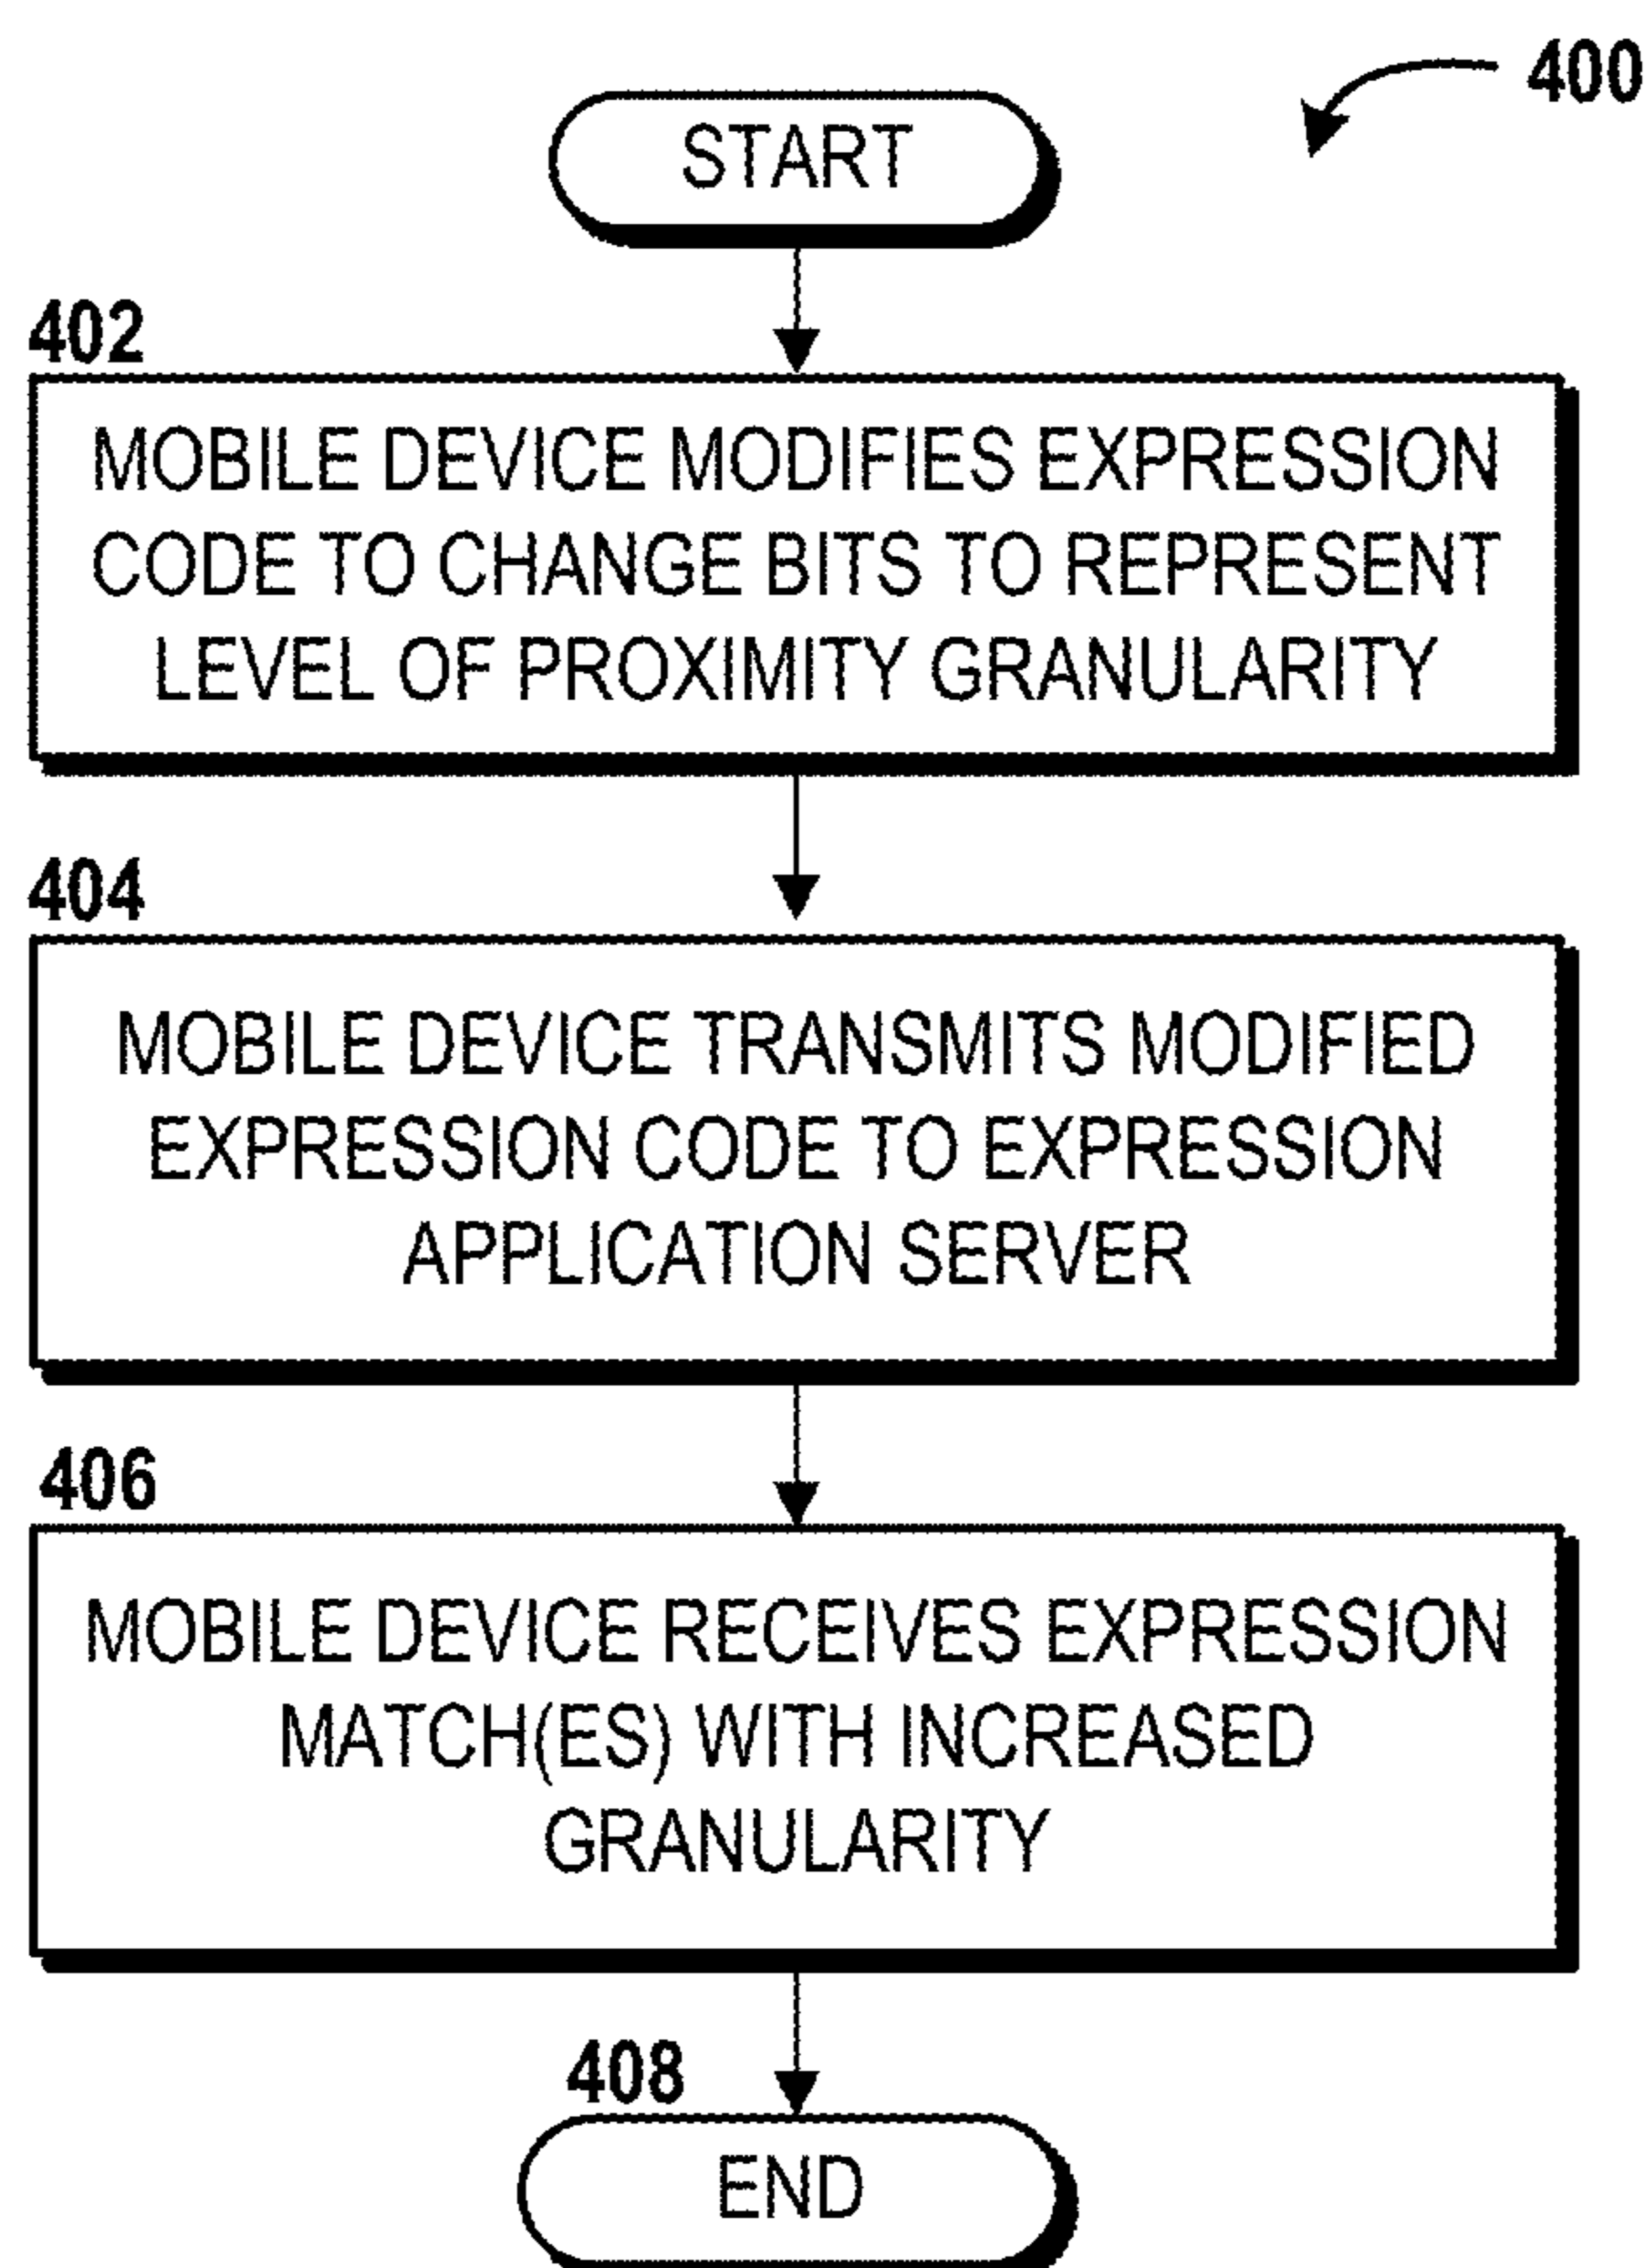 400
START
402
MOBILE DEVICE MODIFIES EXPRESSION
CODE TO CHANGE BITS TO REPRESENT
LEVEL OF PROXIMITY GRANULARITY
404
MOBILE DEVICE TRANSMITS MODIFIED
EXPRESSION CODE TO EXPRESSION
APPLICATION SERVER
406
MOBILE DEVICE RECEIVES EXPRESSION
MATCH(ES) WITH INCREASED
GRANULARITY
408
END